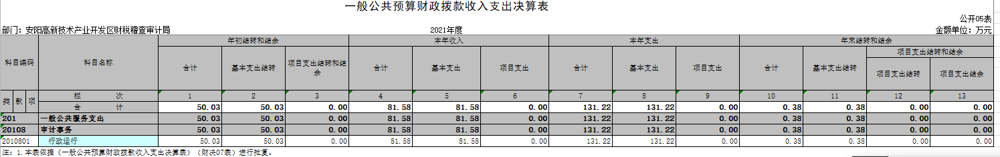 一般公共预算财政拨款收入支出决算表
公开05表
部门：安阳高新技术产业开发区财税稽查审计局 2021年度 金额单位：万元
科目编码 科目名称 年初结转和结余 本年收入 本年支出 年末结转和结余
合计 基本支出结转 项目支出结转和结余 合计 基本支出 项目支出 合计 基本支出 项目支出 合计 基本支出结转 项目支出结转和结余
项目支出结转 项目支出结余
类 款 项 栏 次 1 2 3 4 5 6 7 8 9 10 11 12 13
合 计 50.03 50.03 0.00 81.58 81.58 0.00 131.22 131.22 0.00 0.38 0.38 0.00 0.00
201 一般公共服务支出 50.03 50.03 0.00 81.58 81.58 0.00 131.22 131.22 0.00 0.38 0.38 0.00 0.00
20108 审计事务 50.03 50.03 0.00 81.58 81.58 0.00 131.22 131.22 0.00 0.38 0.38 0.00 0.00
2010801 行政运行 50.03 50.03 0.00 81.58 81.58 0.00 131.22 131.22 0.00 0.38 0.38 0.00 0.00
注：1.本表依据《一般公共预算财政拨款收入支出决算表》（财决07表）进行批复。